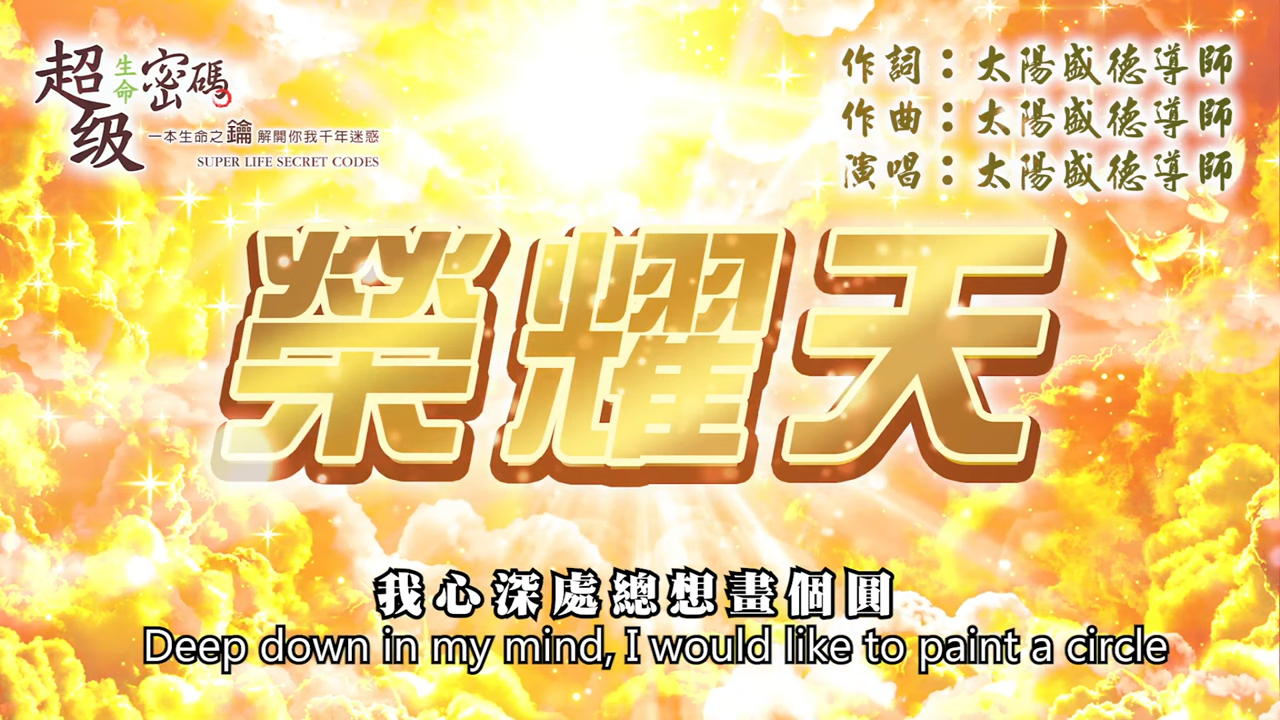 超级生命密碼
一本生命之鑰解開你我千年迷惑
SUPER LIFE SECRET CODES
作詞：太陽盛德導師
作曲：太陽盛德導師
演唱：太陽盛德導師
榮耀天
我心深處總想畫個圓
Deep down in my mind, I would like to paint a circle